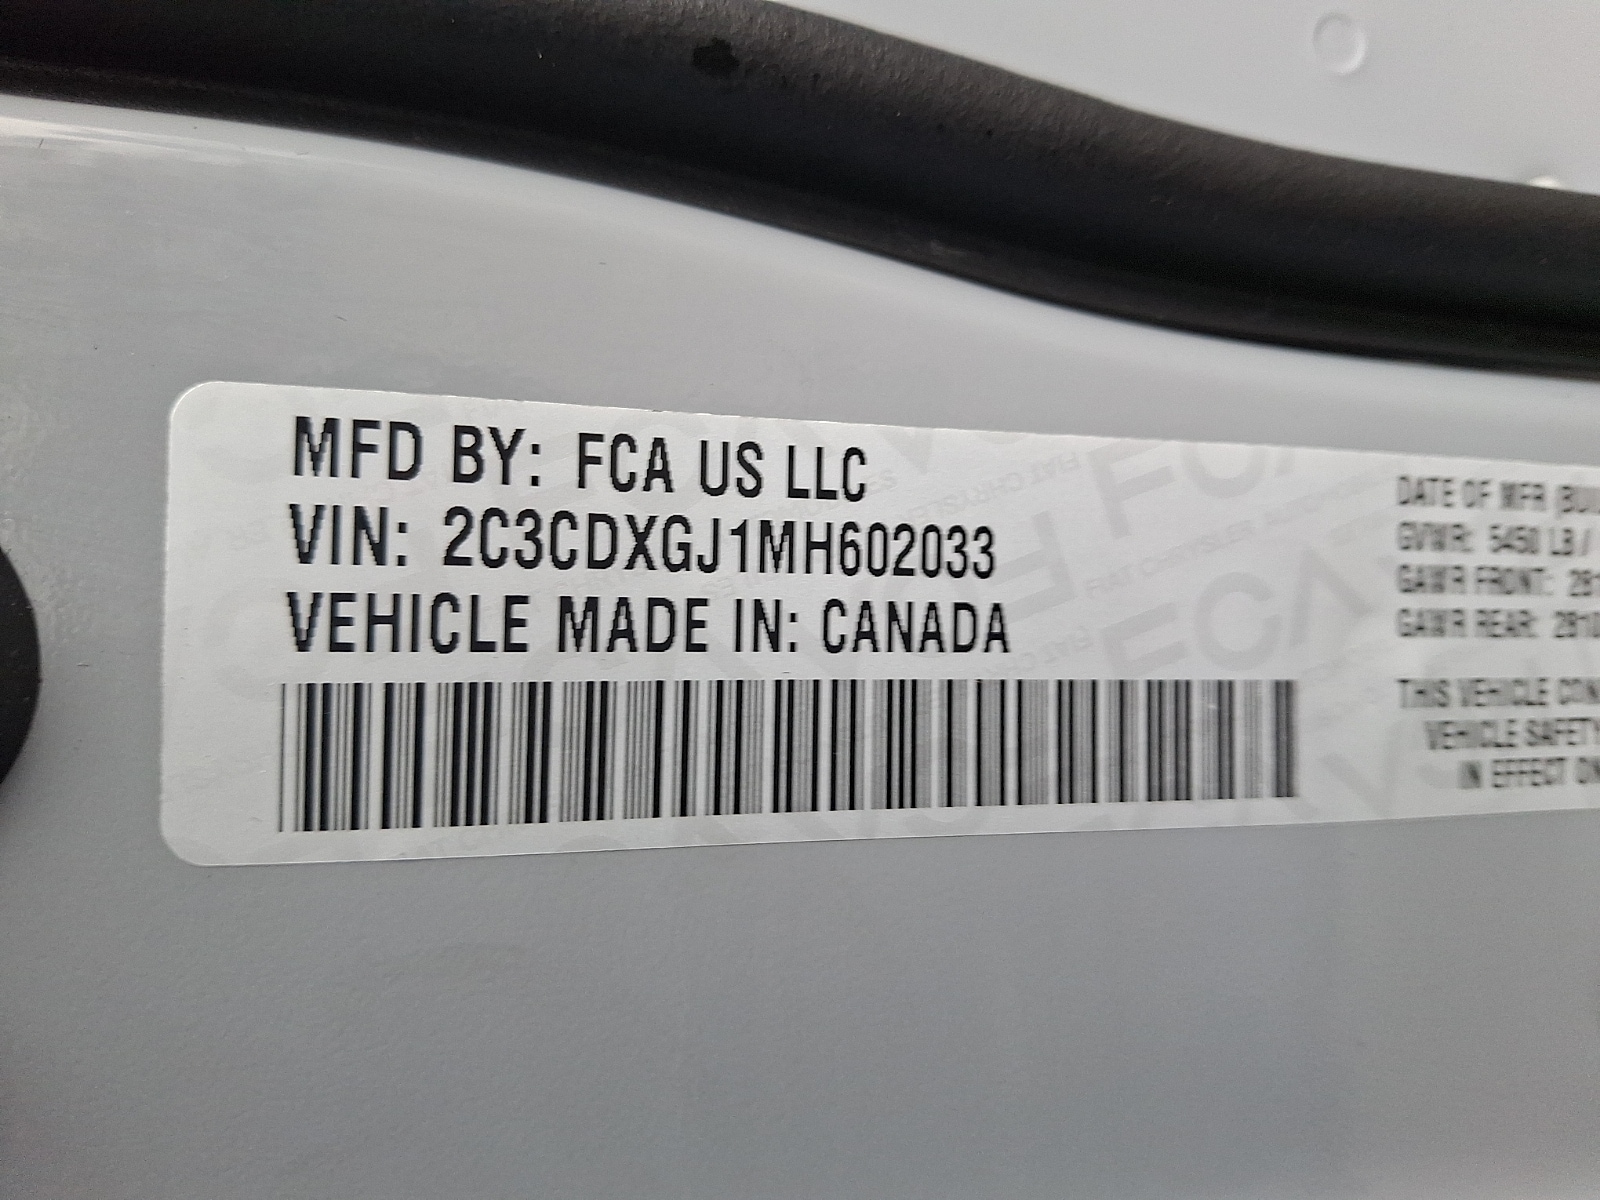 MFD BY: FCA US LLC
VIN: 2C3CDXGJ1MH602033
VEHICLE MADE IN: CANADA
DATE OF MFR
GVWR: 5450 LB /
GAWR FRONT:
GAWR REAR:
THIS VEHICLE
VEHICLE SAFETY
IN EFFECT